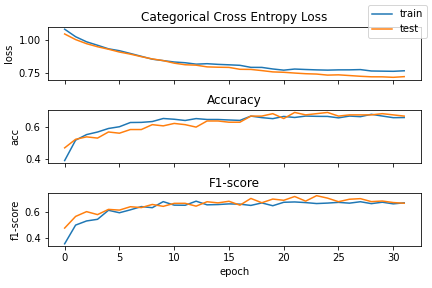 Categorical Cross Entropy Loss
train
test
1.00
0.75
loss
Accuracy
0.6
0.4
acc
F1-score
0.6
0.4
f1-score
0 5 10 15 20 25 30
epoch